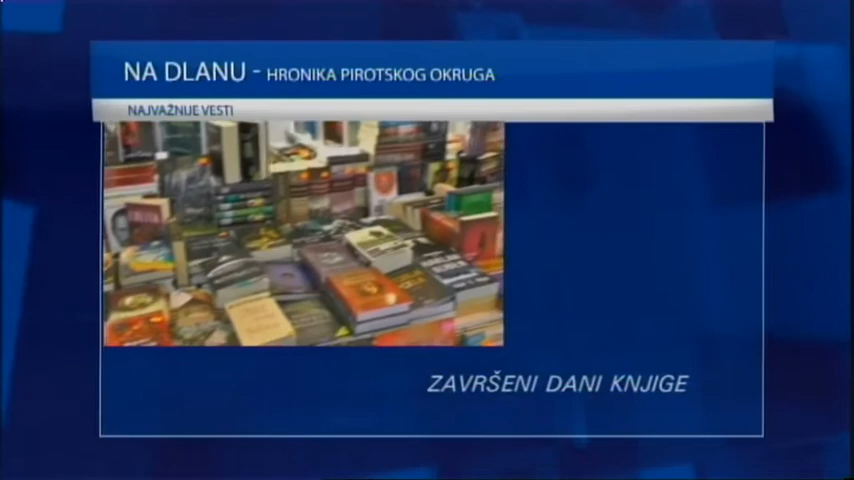 NA DLANU - HRONIKA PIROTSKOG OKRUGA
NAJVAŽNIJE VESTI
ZAVRŠENI DANI KNJIGE